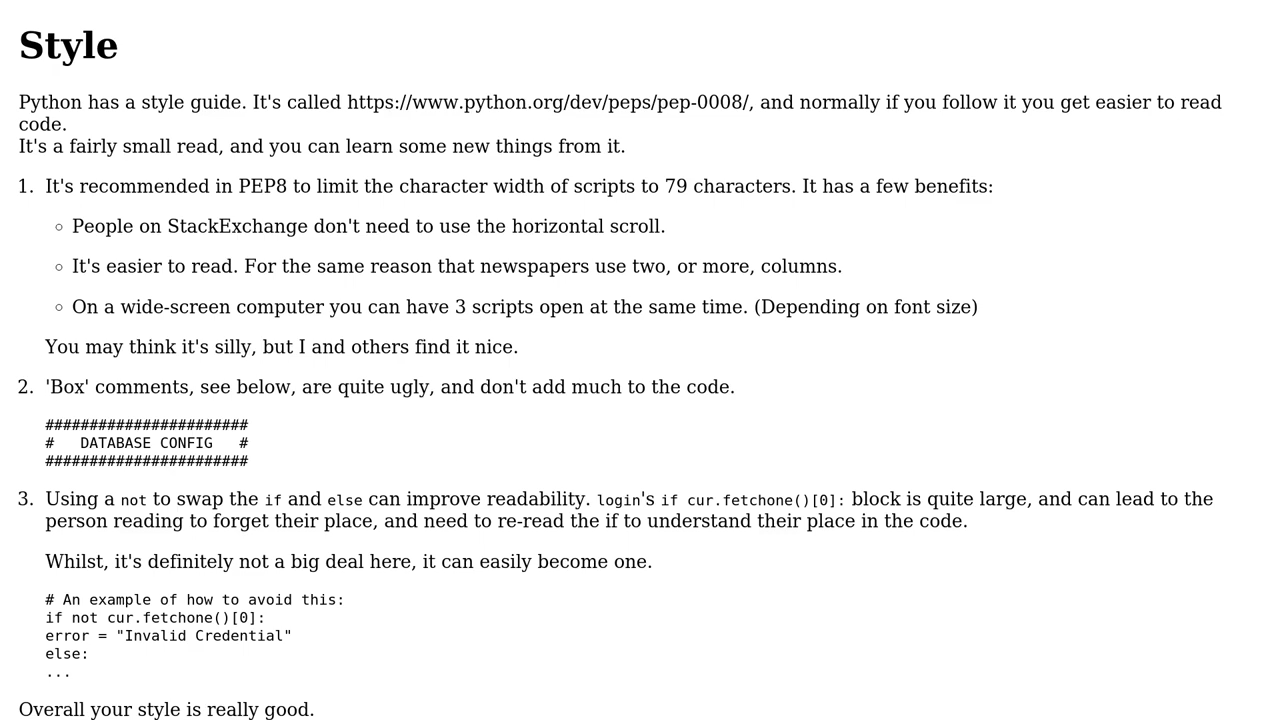 Style
Python has a style guide. It's called https://www.python.org/dev/peps/pep-0008/, and normally if you follow it you get easier to read
code.
It's a fairly small read, and you can learn some new things from it.
1. It's recommended in PEP8 to limit the character width of scripts to 79 characters. It has a few benefits:
◦ People on StackExchange don't need to use the horizontal scroll.
◦ It's easier to read. For the same reason that newspapers use two, or more, columns.
◦ On a wide-screen computer you can have 3 scripts open at the same time. (Depending on font size)
You may think it's silly, but I and others find it nice.
2. 'Box' comments, see below, are quite ugly, and don't add much to the code.
#######################
#   DATABASE CONFIG   #
#######################
3. Using a not to swap the if and else can improve readability. login's if cur.fetchone()[0]: block is quite large, and can lead to the
person reading to forget their place, and need to re-read the if to understand their place in the code.
Whilst, it's definitely not a big deal here, it can easily become one.
# An example of how to avoid this:
if not cur.fetchone()[0]:
error = "Invalid Credential"
else:
...
Overall your style is really good.